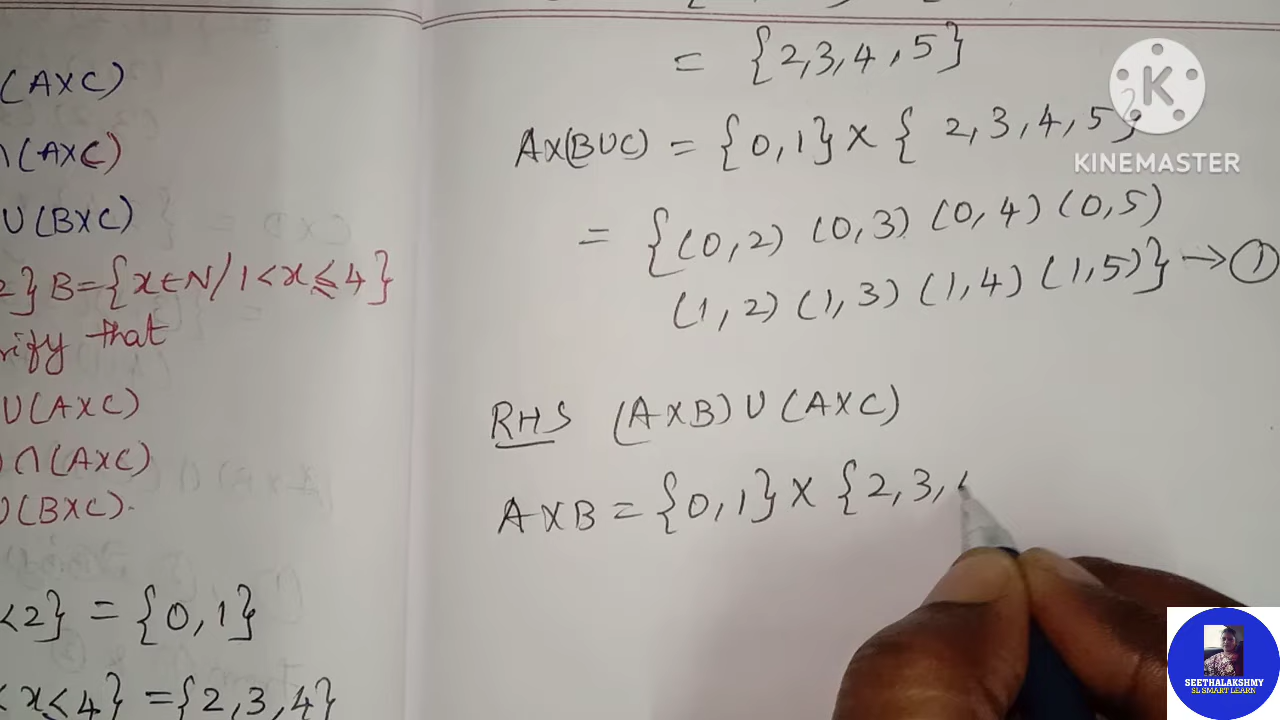 (A×C)
∩(A×C)
∪(B×C)
2} B={x∈N/1<x≤4}
rify that
∪(A×C)
)∩(A×C)
)∪(B×C).
<2} = {0,1}
<x≤4} ={2,3,4}
= {2,3,4,5}
A×(B∪C) = {0,1} × { 2,3,4,5}
= {(0,2) (0,3) (0,4) (0,5)
(1,2) (1,3) (1,4) (1,5)} → ①
RHS (A×B)∪(A×C)
A×B = {0,1} × {2,3,
KINEMASTER
SEETHALAKSHMY
SL SMART LEARN